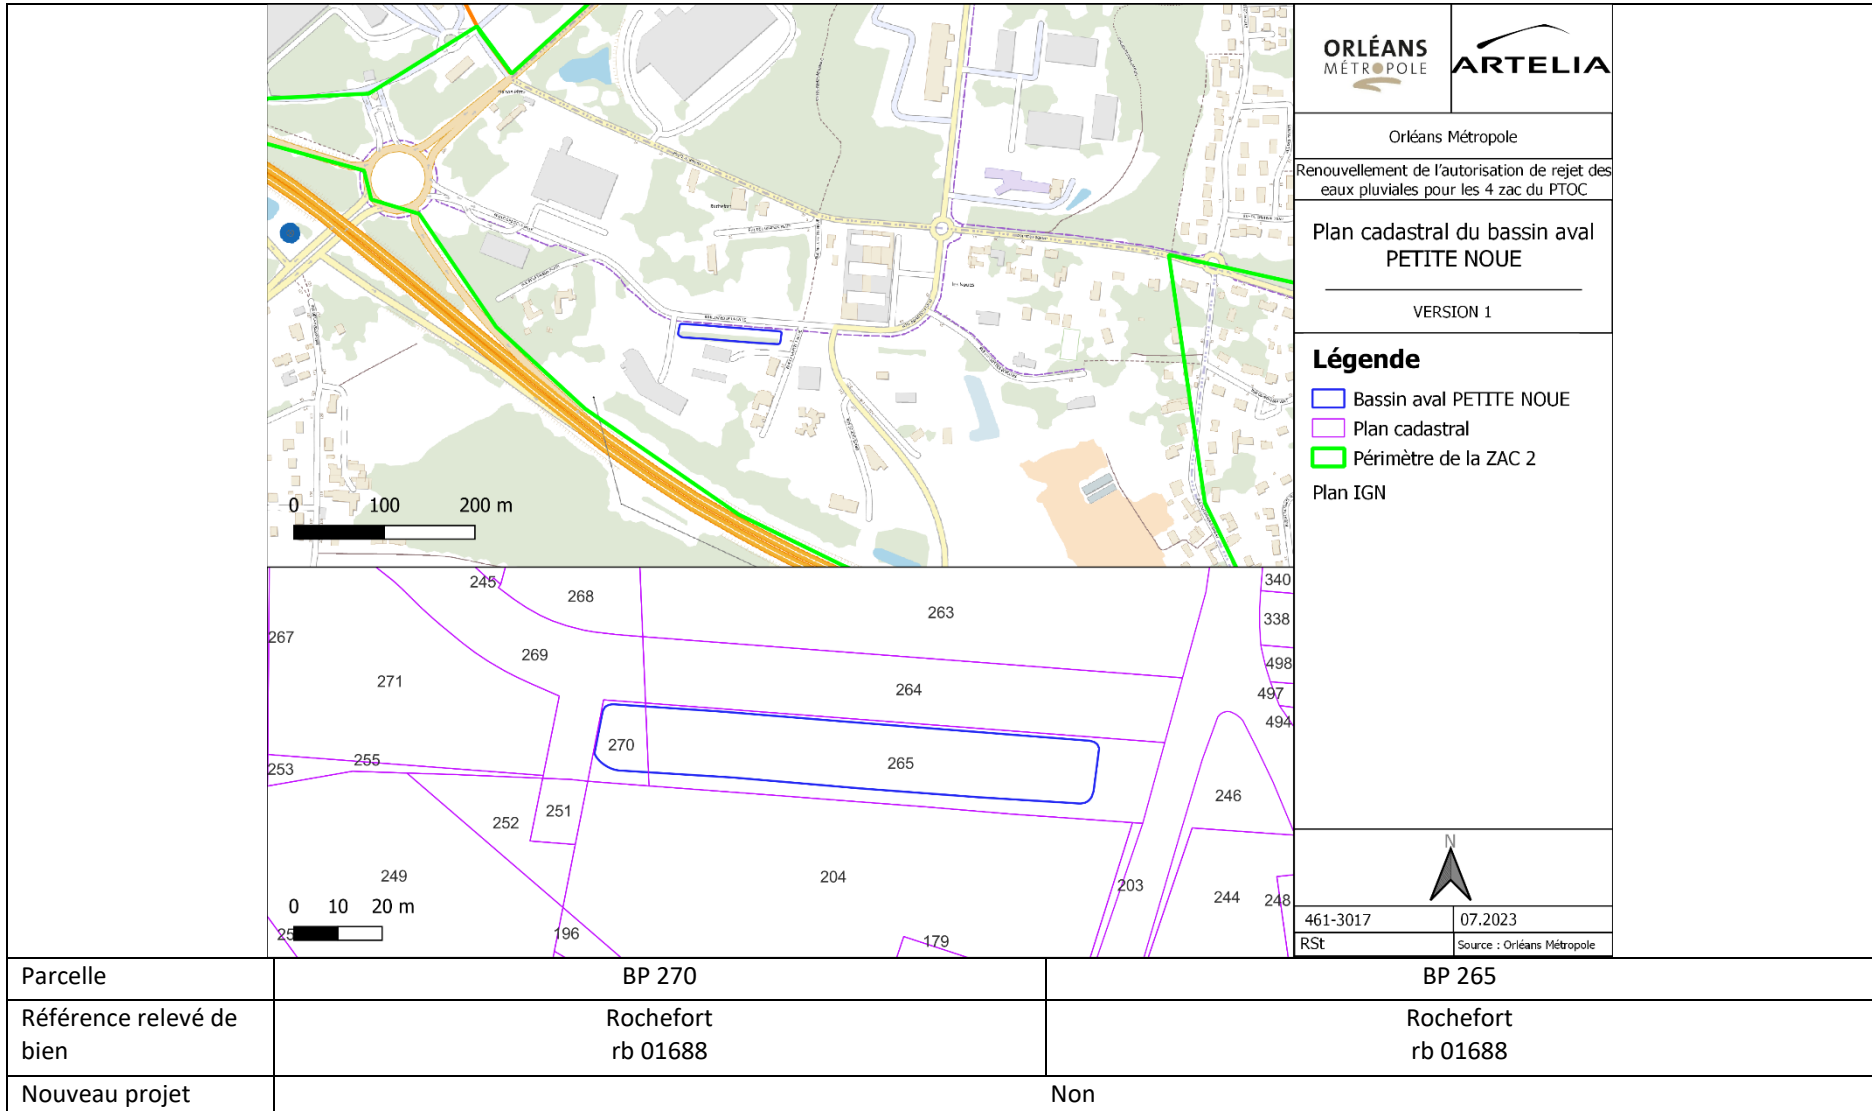 ORLÉANS
MÉTROPOLE
ARTELIA
Orléans Métropole
Renouvellement de l'autorisation de rejet des
eaux pluviales pour les 4 zac du PTOC
Plan cadastral du bassin aval
PETITE NOUE
VERSION 1
Légende
Bassin aval PETITE NOUE
Plan cadastral
Périmètre de la ZAC 2
Plan IGN
0 100 200 m
245
268
263
340
338
267
269
498
271
264
497
494
270
265
253
255
246
252
251
249
204
203
244
248
0 10 20 m
25
196
179
N
461-3017
07.2023
RSt
Source : Orléans Métropole
Parcelle
BP 270
BP 265
Référence relevé de
bien
Rochefort
rb 01688
Rochefort
rb 01688
Nouveau projet
Non